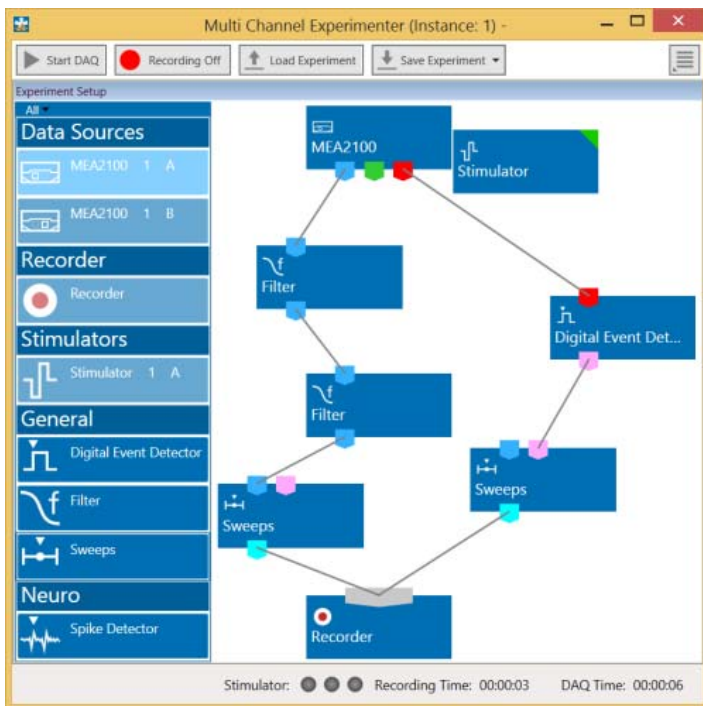 Multi Channel Experimenter (Instance: 1) -
Start DAQ
Recording Off
Load Experiment
Save Experiment
Experiment Setup
All
Data Sources
MEA2100 1 A
MEA2100 1 B
Recorder
Recorder
Stimulators
Stimulator 1 A
General
Digital Event Detector
Filter
Sweeps
Neuro
Spike Detector
MEA2100
Stimulator
Filter
Digital Event Det...
Filter
Sweeps
Sweeps
Recorder
Stimulator:
Recording Time: 00:00:03
DAQ Time: 00:00:06